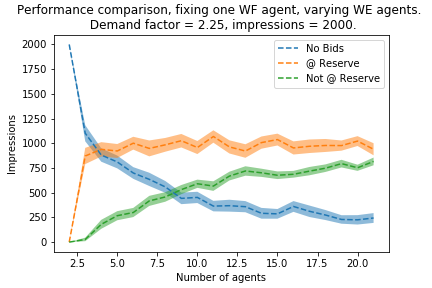 Performance comparison, fixing one WF agent, varying WE agents.
Demand factor = 2.25, impressions = 2000.
No Bids
@ Reserve
Not @ Reserve
Impressions
2000
1750
1500
1250
1000
750
500
250
0
2.5 5.0 7.5 10.0 12.5 15.0 17.5 20.0
Number of agents